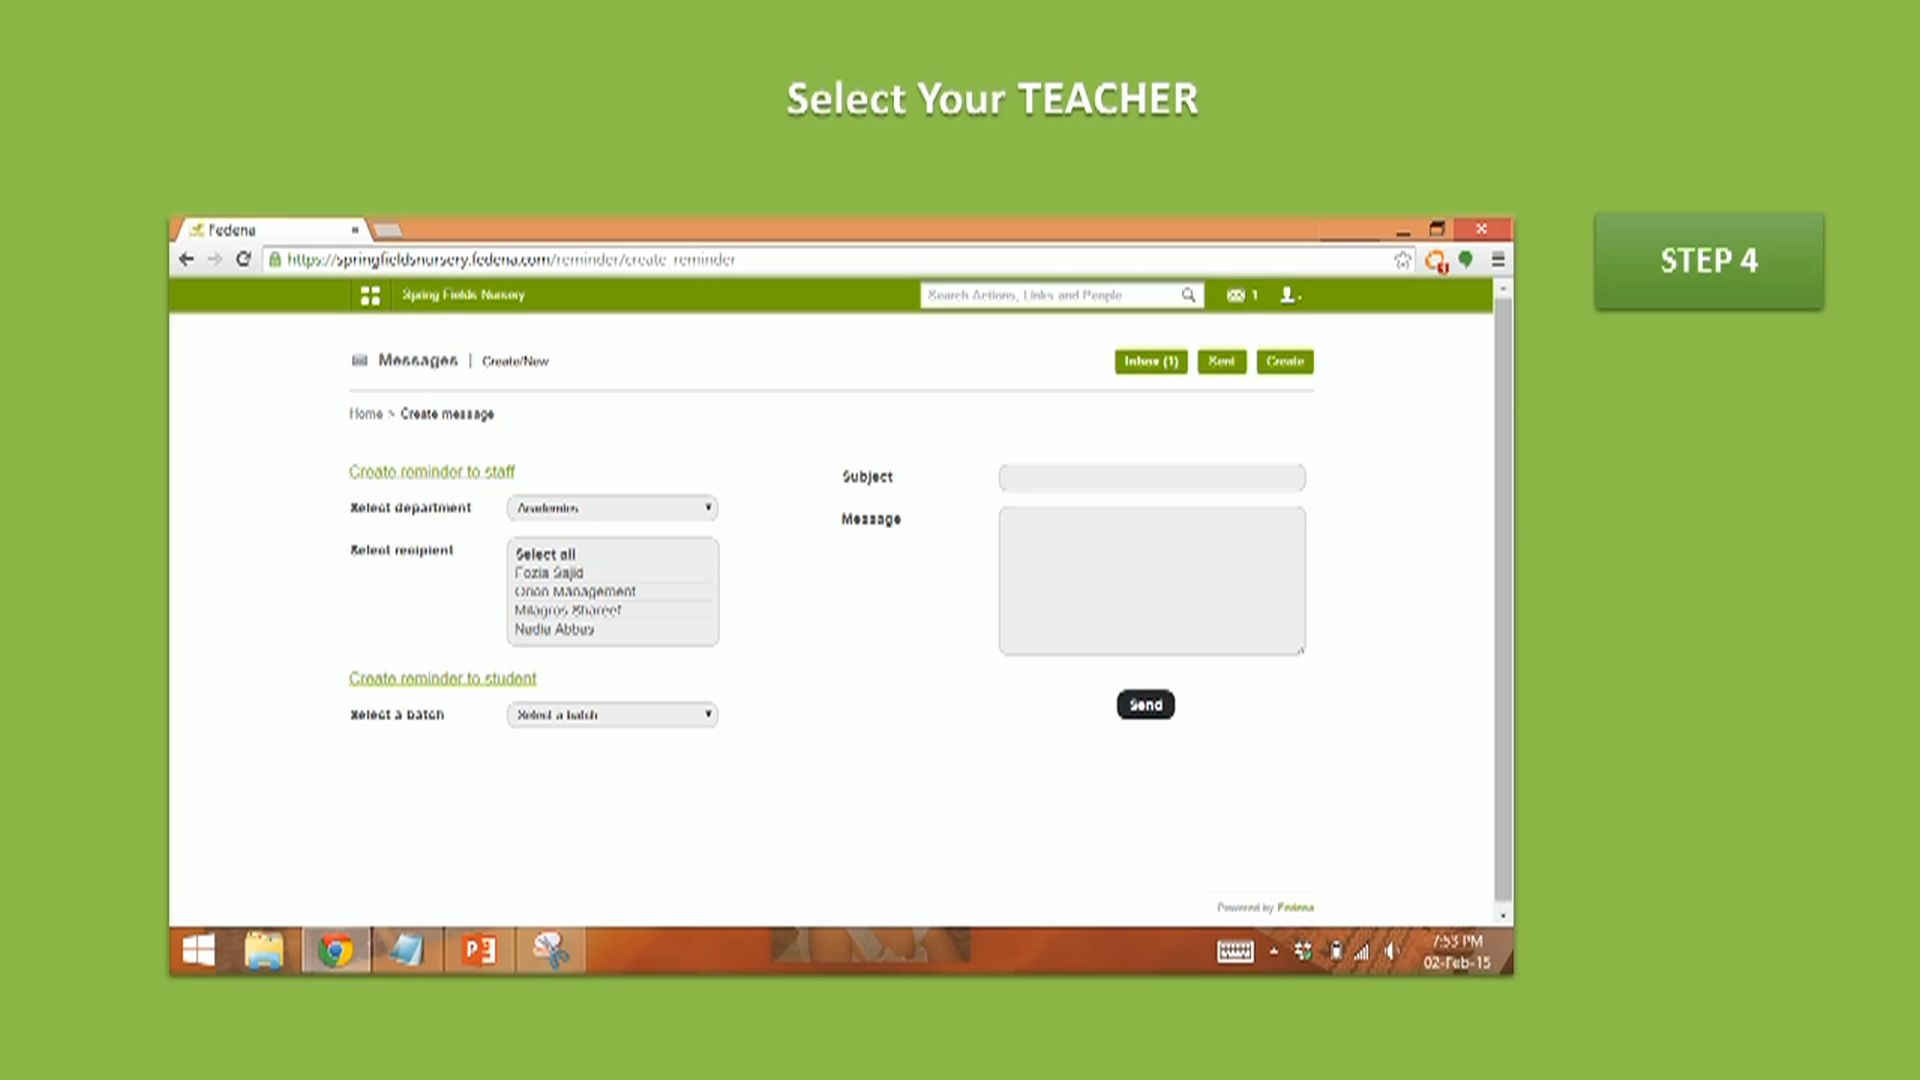 Select Your TEACHER
STEP 4
Fedena
https://springfieldsnursery.fedena.com/reminder/create_reminder
Spring Fields Nursery
Search Actions, Links and People
1
Messages | Create/New
Inbox (1)
Sent
Create
Home > Create message
Create reminder to staff
Select department
Academics
Select recipient
Select all
Fozia Sajid
Orion Management
Milagros Shareef
Nadia Abbas
Create reminder to student
Select a batch
Select a batch
Subject
Message
Send
Powered by Fedena
7:53 PM
02-Feb-15